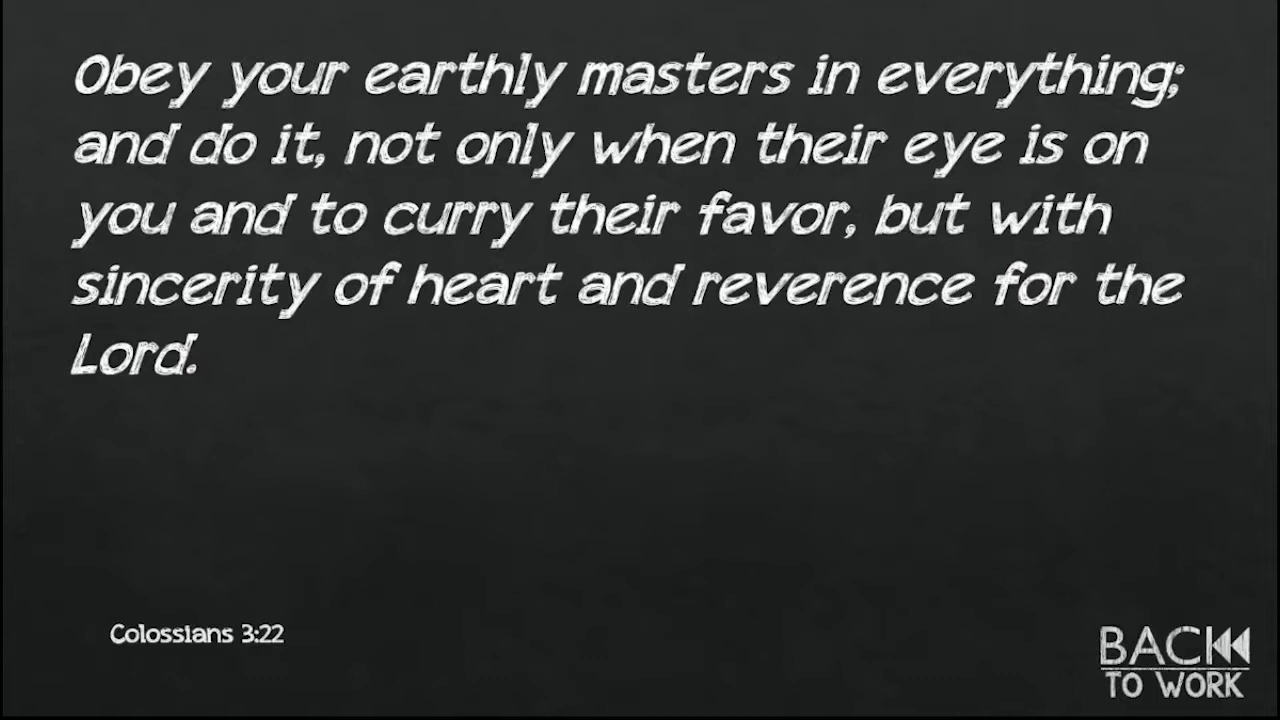 Obey your earthly masters in everything;
and do it, not only when their eye is on
you and to curry their favor, but with
sincerity of heart and reverence for the
Lord.
Colossians 3:22
BACK
TO WORK